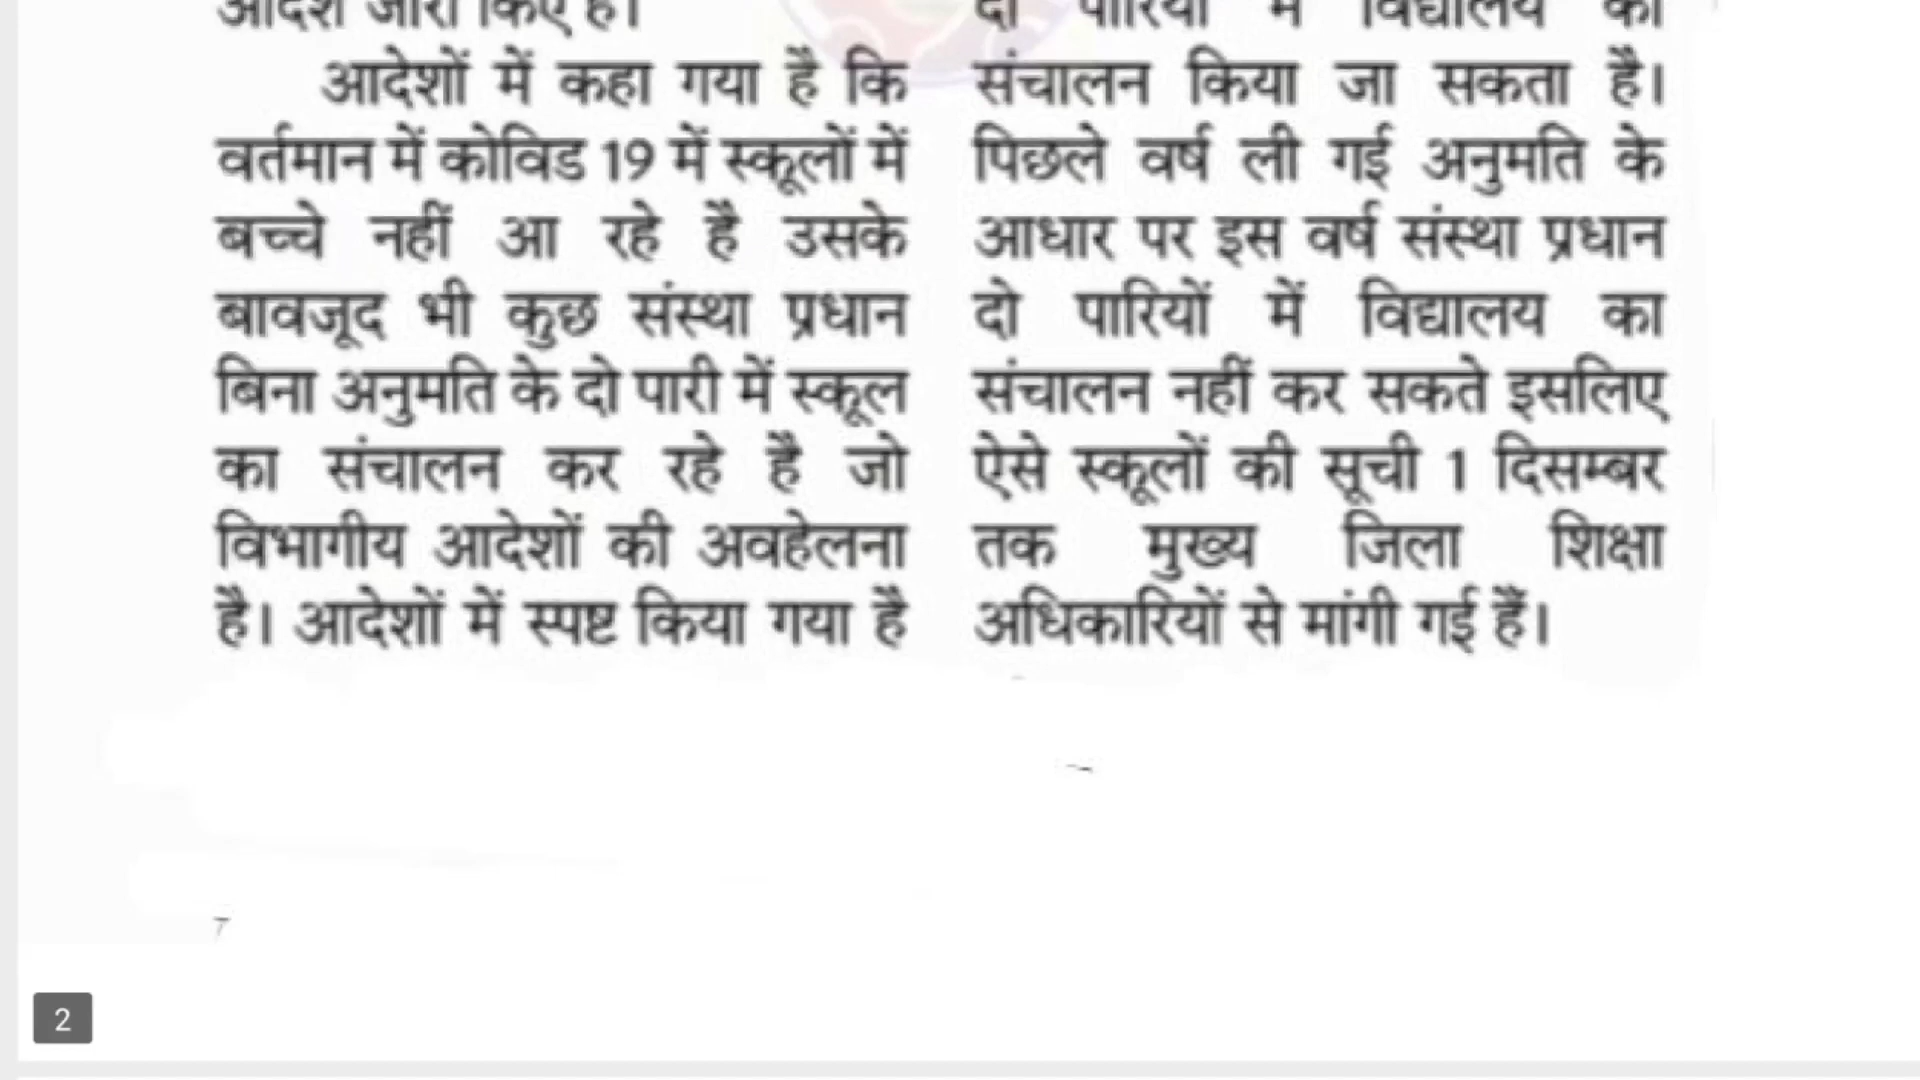 आदेश जारी किए है।
आदेशों में कहा गया है कि
वर्तमान में कोविड 19 में स्कूलों में
बच्चे नहीं आ रहे है उसके
बावजूद भी कुछ संस्था प्रधान
बिना अनुमति के दो पारी में स्कूल
का संचालन कर रहे है जो
विभागीय आदेशों की अवहेलना
है। आदेशों में स्पष्ट किया गया है
दो पारियों में विद्यालय का
संचालन किया जा सकता है।
पिछले वर्ष ली गई अनुमति के
आधार पर इस वर्ष संस्था प्रधान
दो पारियों में विद्यालय का
संचालन नहीं कर सकते इसलिए
ऐसे स्कूलों की सूची 1 दिसम्बर
तक मुख्य जिला शिक्षा
अधिकारियों से मांगी गई हैं।
2